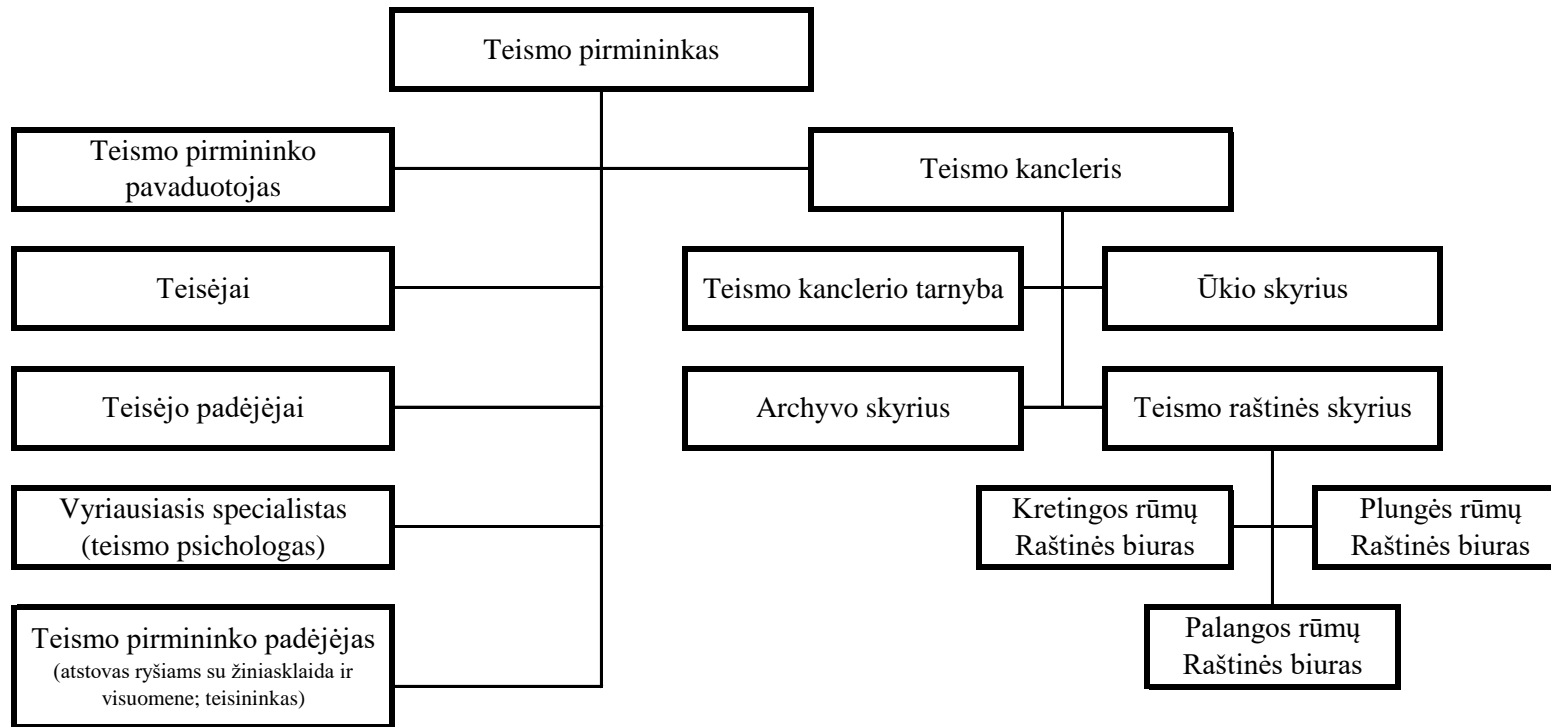 Teismo pirmininkas
Teismo pirmininko
pavaduotojas
Teismo kancleris
Teisėjai
Teismo kanclerio tarnyba
Ūkio skyrius
Teisėjo padėjėjai
Archyvo skyrius
Teismo raštinės skyrius
Vyriausiasis specialistas
(teismo psichologas)
Kretingos rūmų
Raštinės biuras
Plungės rūmų
Raštinės biuras
Teismo pirmininko padėjėjas
(atstovas ryšiams su žiniasklaida ir
visuomene; teisininkas)
Palangos rūmų
Raštinės biuras